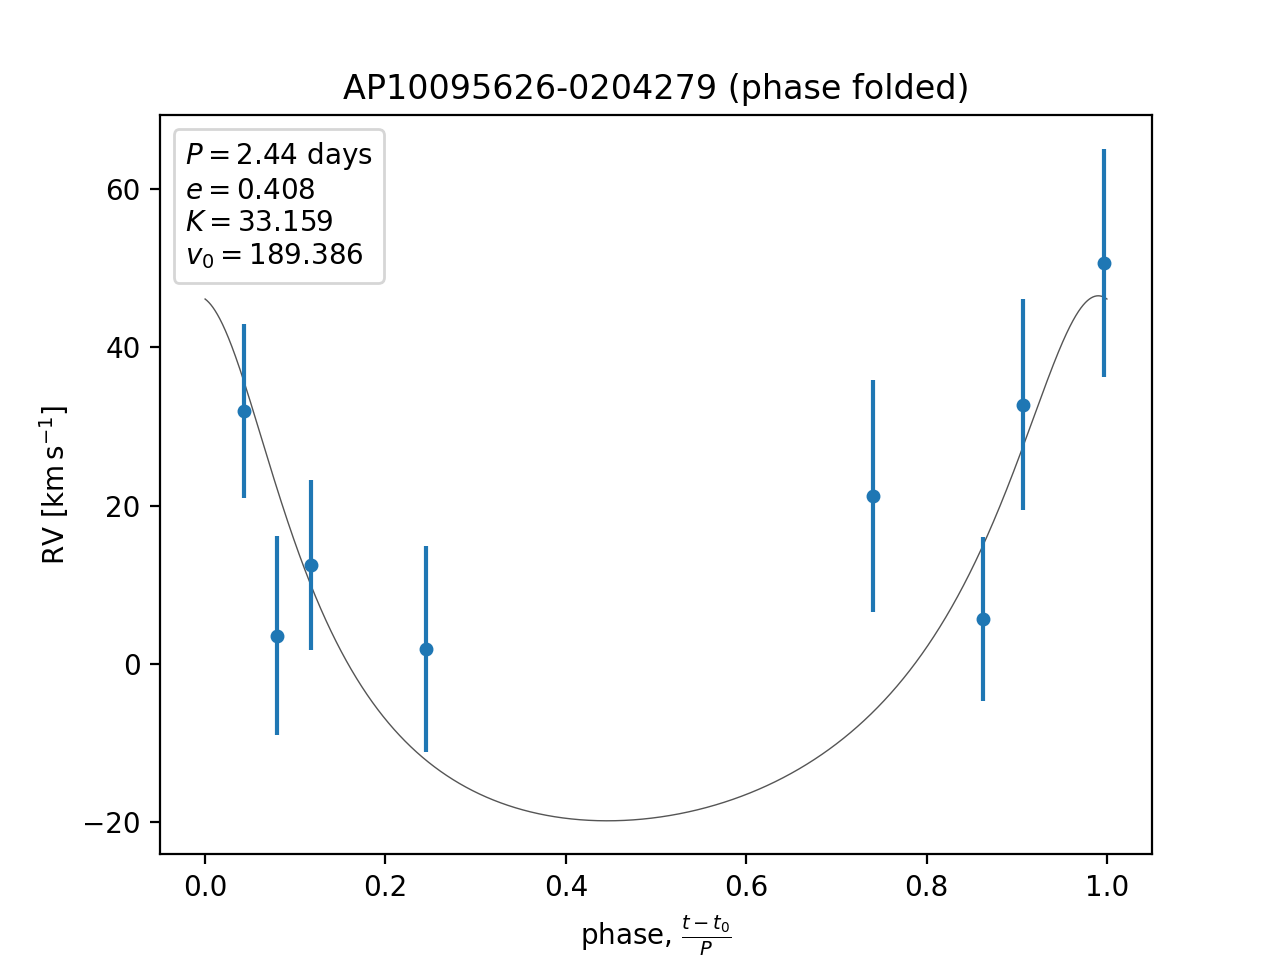 AP10095626-0204279 (phase folded)
P = 2.44 days
e = 0.408
K = 33.159
v₀ = 189.386
60
40
20
0
−20
RV [km s⁻¹]
0.0 0.2 0.4 0.6 0.8 1.0
phase, (t − t₀)/P